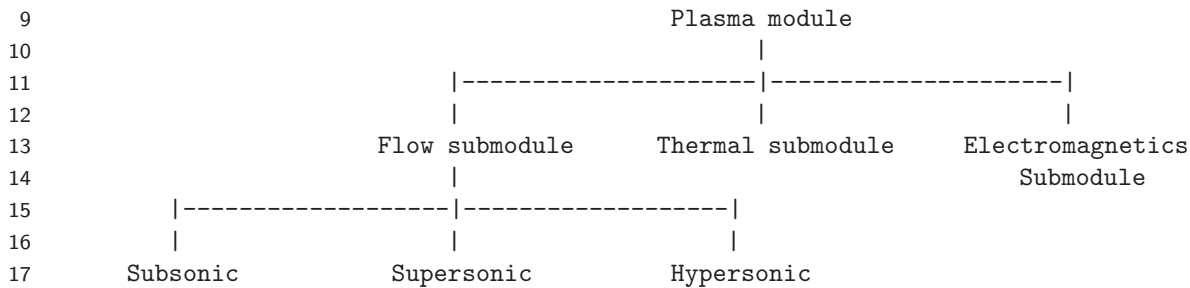 9 Plasma module
10 |
11 |---------------------|---------------------|
12 | | |
13 Flow submodule Thermal submodule Electromagnetics
14 | Submodule
15 |-------------------|-------------------|
16 | | |
17 Subsonic Supersonic Hypersonic